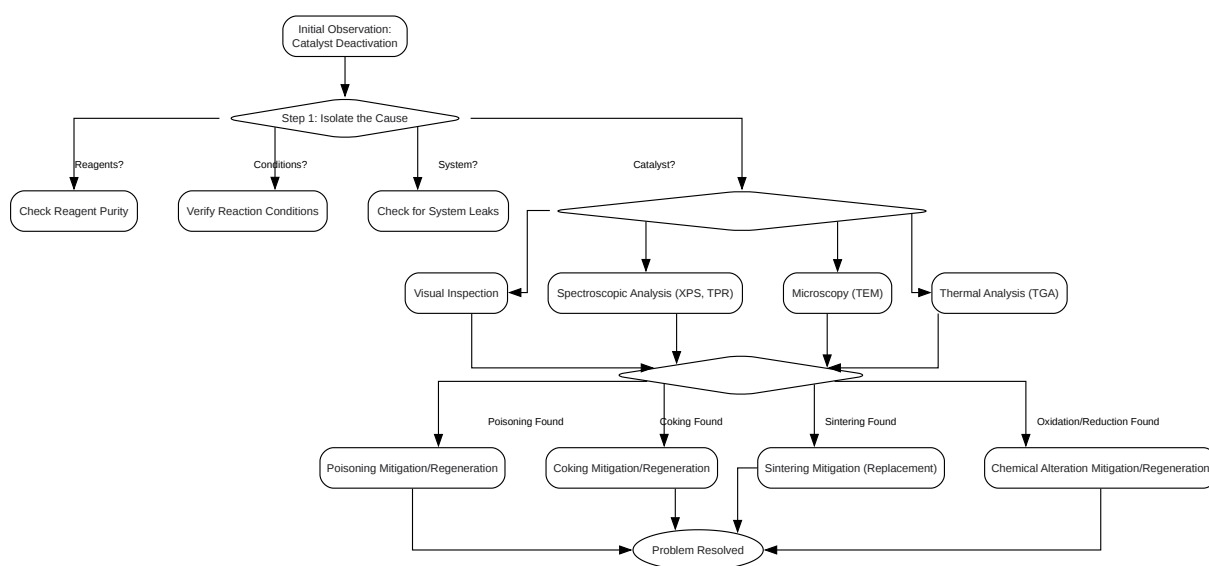 Initial Observation:
Catalyst Deactivation
Step 1: Isolate the Cause
Reagents?
Conditions?
System?
Catalyst?
Check Reagent Purity
Verify Reaction Conditions
Check for System Leaks
Visual Inspection
Spectroscopic Analysis (XPS, TPR)
Microscopy (TEM)
Thermal Analysis (TGA)
Poisoning Found
Coking Found
Sintering Found
Oxidation/Reduction Found
Poisoning Mitigation/Regeneration
Coking Mitigation/Regeneration
Sintering Mitigation (Replacement)
Chemical Alteration Mitigation/Regeneration
Problem Resolved